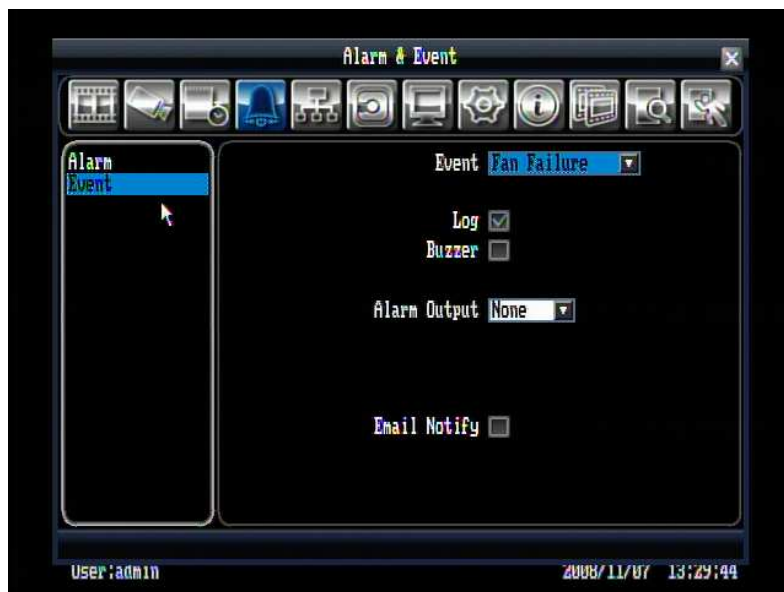 Alarm & Event
Alarm
Event
Event Fan Failure
Log
Buzzer
Alarm Output None
Email Notify
User:admin 2008/11/07 13:29:44